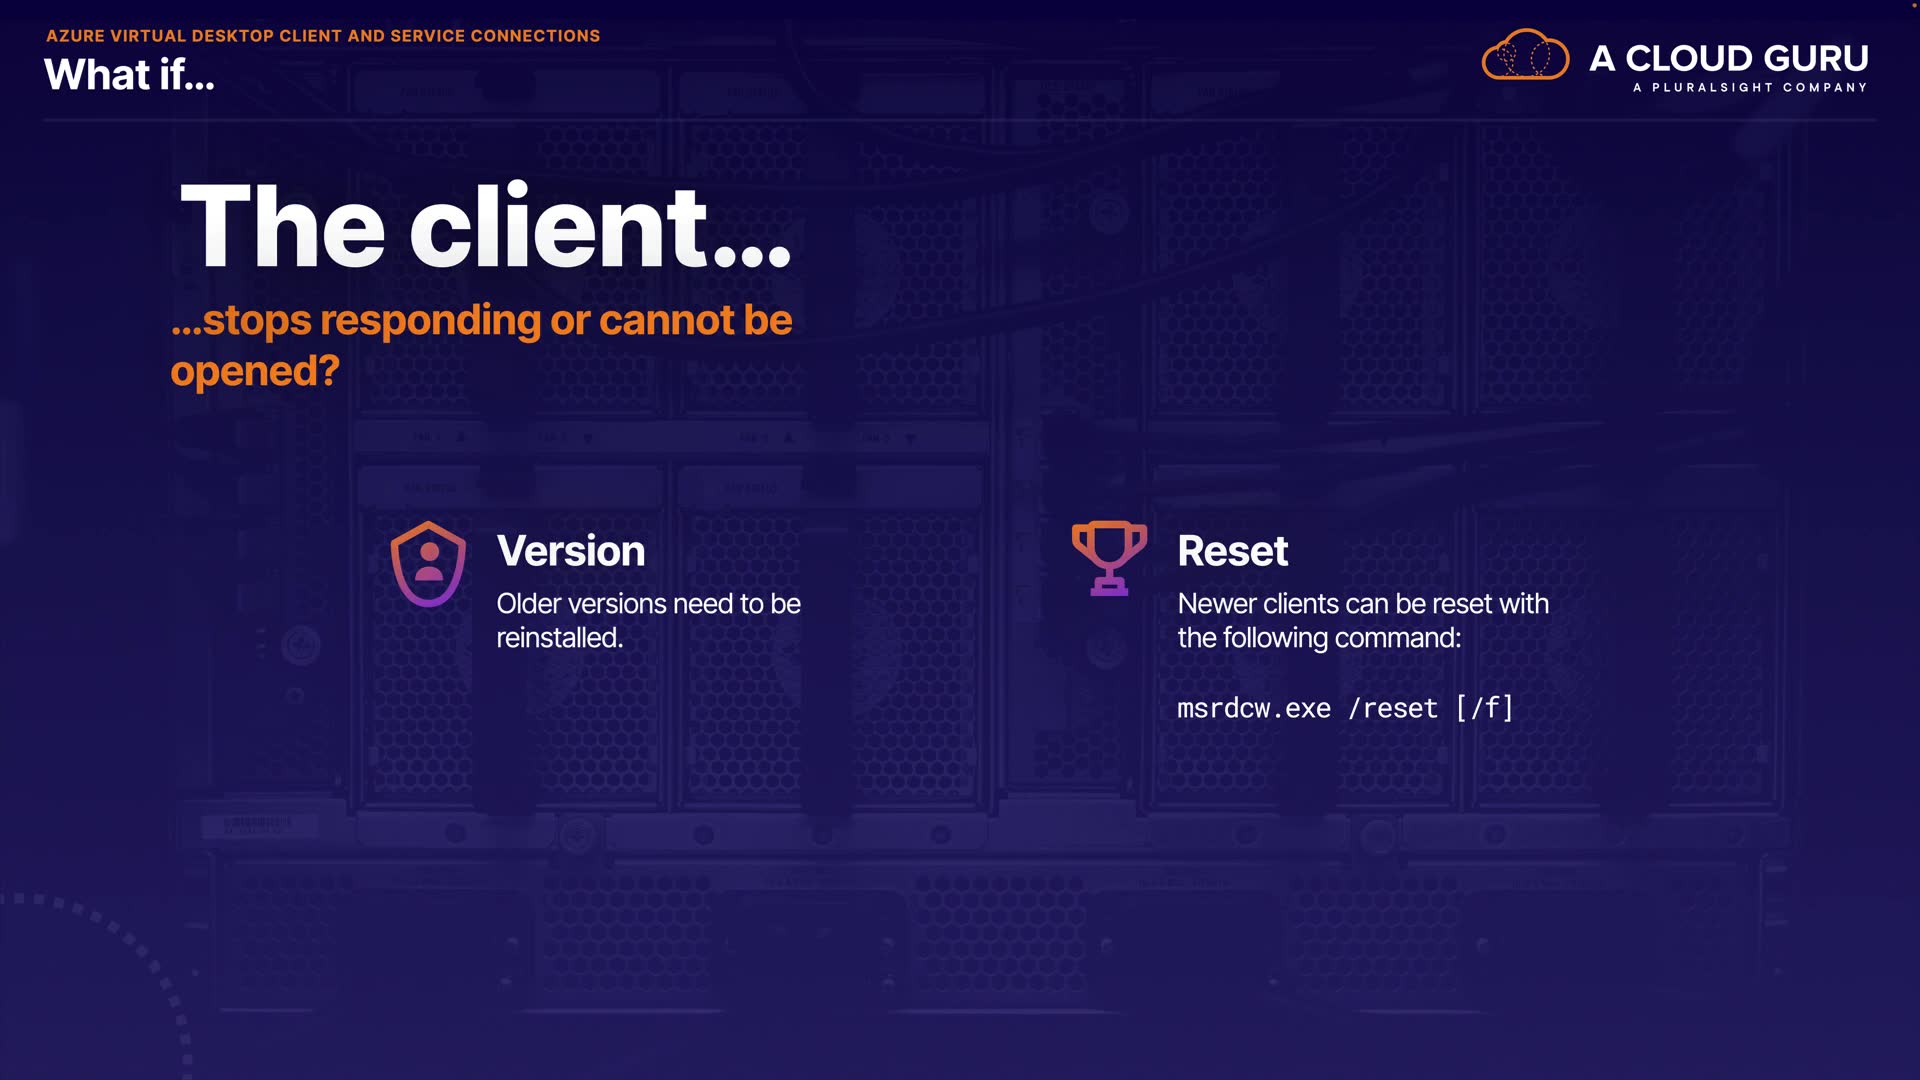 AZURE VIRTUAL DESKTOP CLIENT AND SERVICE CONNECTIONS
What if...
A CLOUD GURU
A PLURALSIGHT COMPANY
The client...
...stops responding or cannot be
opened?
Version
Older versions need to be
reinstalled.
Reset
Newer clients can be reset with
the following command:
msrdcw.exe /reset [/f]